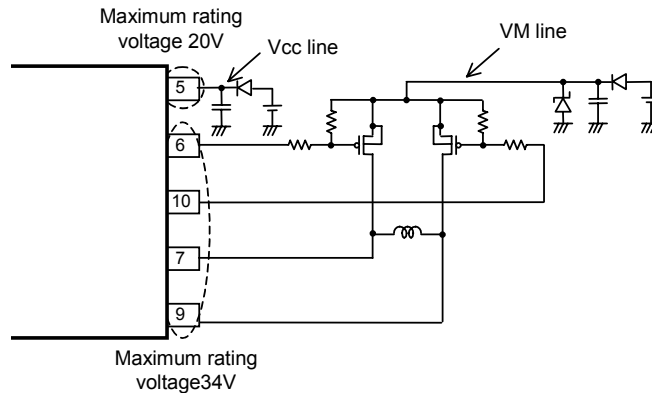 Maximum rating
voltage 20V
Vcc line
VM line
5
6
10
7
9
Maximum rating
voltage34V